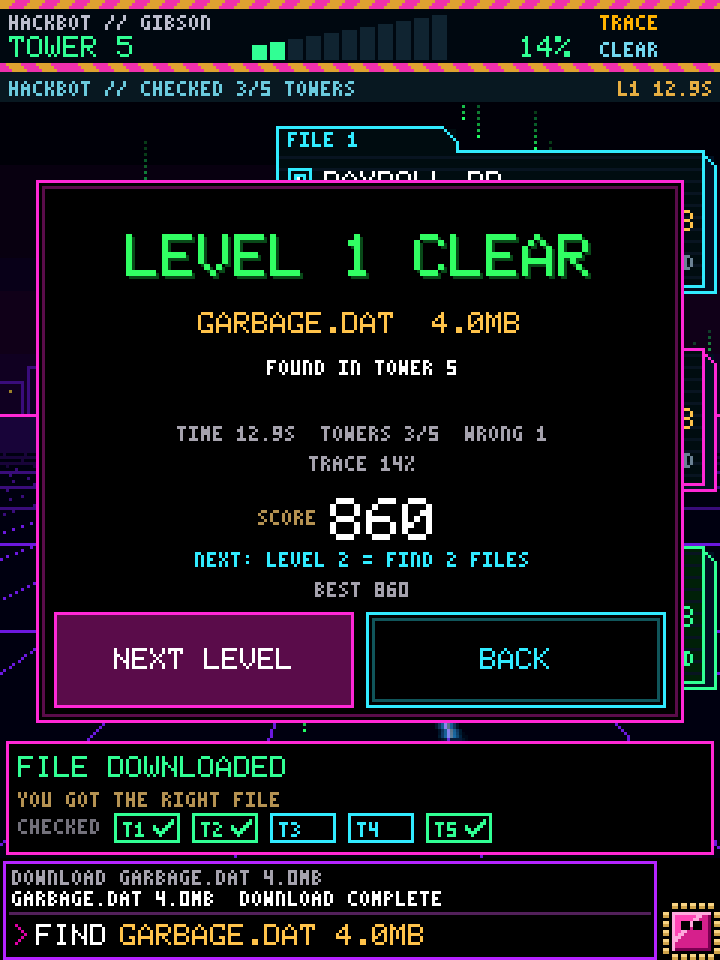 HACKBOT // GIBSON
TRACE
TOWER 5
14%
CLEAR
HACKBOT // CHECKED 3/5 TOWERS
L1 12.9S
FILE 1
LEVEL 1 CLEAR
GARBAGE.DAT 4.0MB
FOUND IN TOWER 5
TIME 12.9S TOWERS 3/5 WRONG 1
TRACE 14%
SCORE 860
NEXT: LEVEL 2 = FIND 2 FILES
BEST 860
NEXT LEVEL
BACK
FILE DOWNLOADED
YOU GOT THE RIGHT FILE
CHECKED T1 T2 T3 T4 T5
DOWNLOAD GARBAGE.DAT 4.0MB
GARBAGE.DAT 4.0MB DOWNLOAD COMPLETE
>FIND GARBAGE.DAT 4.0MB